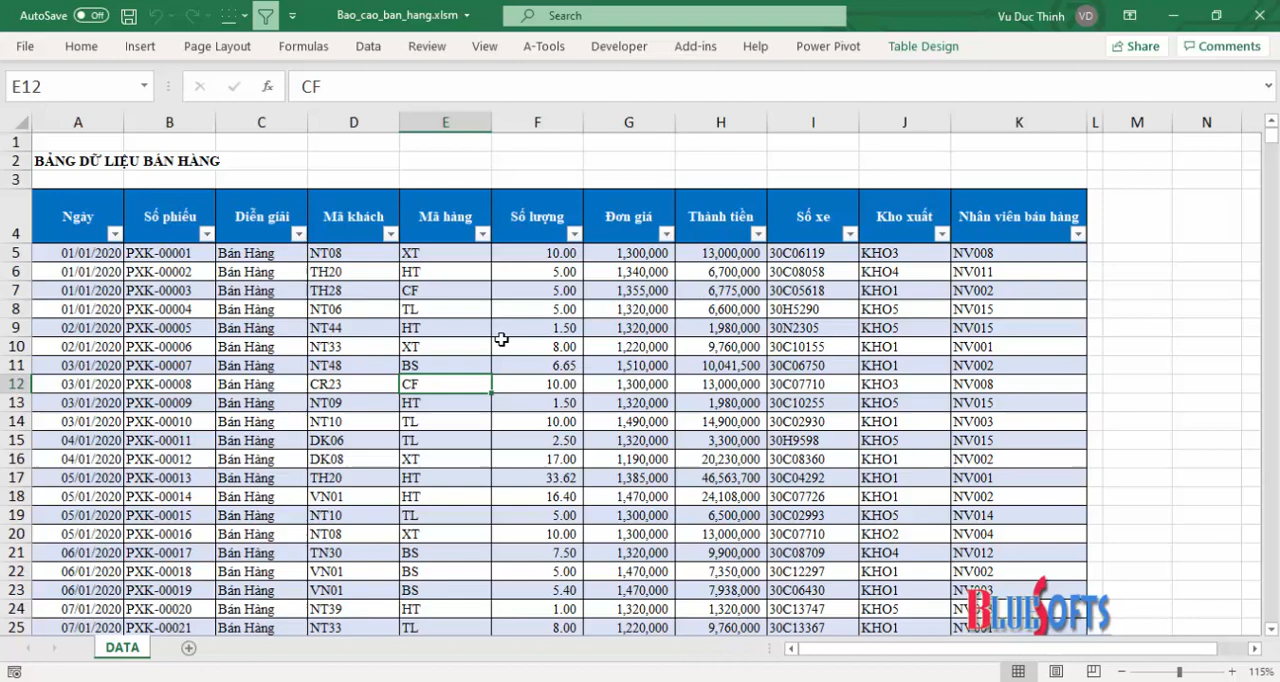 AutoSave Off Bao_cao_ban_hang.xlsm Search Vu Duc Thinh VD
File Home Insert Page Layout Formulas Data Review View A-Tools Developer Add-ins Help Power Pivot Table Design Share Comments
E12 fx CF
A B C D E F G H I J K L M N
1
2 BẢNG DỮ LIỆU BÁN HÀNG
3
4 Ngày Số phiếu Diễn giải Mã khách Mã hàng Số lượng Đơn giá Thành tiền Số xe Kho xuất Nhân viên bán hàng
5 01/01/2020 PXK-00001 Bán Hàng NT08 XT 10.00 1,300,000 13,000,000 30C06119 KHO3 NV008
6 01/01/2020 PXK-00002 Bán Hàng TH20 HT 5.00 1,340,000 6,700,000 30C08058 KHO4 NV011
7 01/01/2020 PXK-00003 Bán Hàng TH28 CF 5.00 1,355,000 6,775,000 30C05618 KHO1 NV002
8 01/01/2020 PXK-00004 Bán Hàng NT06 TL 5.00 1,320,000 6,600,000 30H5290 KHO5 NV015
9 02/01/2020 PXK-00005 Bán Hàng NT44 HT 1.50 1,320,000 1,980,000 30N2305 KHO5 NV015
10 02/01/2020 PXK-00006 Bán Hàng NT33 XT 8.00 1,220,000 9,760,000 30C10155 KHO1 NV001
11 03/01/2020 PXK-00007 Bán Hàng NT48 BS 6.65 1,510,000 10,041,500 30C06750 KHO1 NV002
12 03/01/2020 PXK-00008 Bán Hàng CR23 CF 10.00 1,300,000 13,000,000 30C07710 KHO3 NV008
13 03/01/2020 PXK-00009 Bán Hàng NT09 HT 1.50 1,320,000 1,980,000 30C10255 KHO5 NV015
14 03/01/2020 PXK-00010 Bán Hàng NT10 TL 10.00 1,490,000 14,900,000 30C02930 KHO1 NV003
15 04/01/2020 PXK-00011 Bán Hàng DK06 TL 2.50 1,320,000 3,300,000 30H9598 KHO5 NV015
16 04/01/2020 PXK-00012 Bán Hàng DK08 XT 17.00 1,190,000 20,230,000 30C08360 KHO1 NV002
17 05/01/2020 PXK-00013 Bán Hàng TH20 HT 33.62 1,385,000 46,563,700 30C04292 KHO1 NV001
18 05/01/2020 PXK-00014 Bán Hàng VN01 HT 16.40 1,470,000 24,108,000 30C07726 KHO1 NV002
19 05/01/2020 PXK-00015 Bán Hàng NT10 TL 5.00 1,300,000 6,500,000 30C02993 KHO5 NV014
20 05/01/2020 PXK-00016 Bán Hàng NT08 XT 10.00 1,300,000 13,000,000 30C07710 KHO2 NV004
21 06/01/2020 PXK-00017 Bán Hàng TN30 BS 7.50 1,320,000 9,900,000 30C08709 KHO4 NV012
22 06/01/2020 PXK-00018 Bán Hàng VN01 BS 5.00 1,470,000 7,350,000 30C12297 KHO1 NV002
23 06/01/2020 PXK-00019 Bán Hàng VN01 BS 5.40 1,470,000 7,938,000 30C06430 KHO1
24 07/01/2020 PXK-00020 Bán Hàng NT39 HT 1.00 1,320,000 1,320,000 30C13747 KHO5
25 07/01/2020 PXK-00021 Bán Hàng NT33 TL 8.00 1,220,000 9,760,000 30C13367 KHO1
BLUESOFTS
DATA
115%